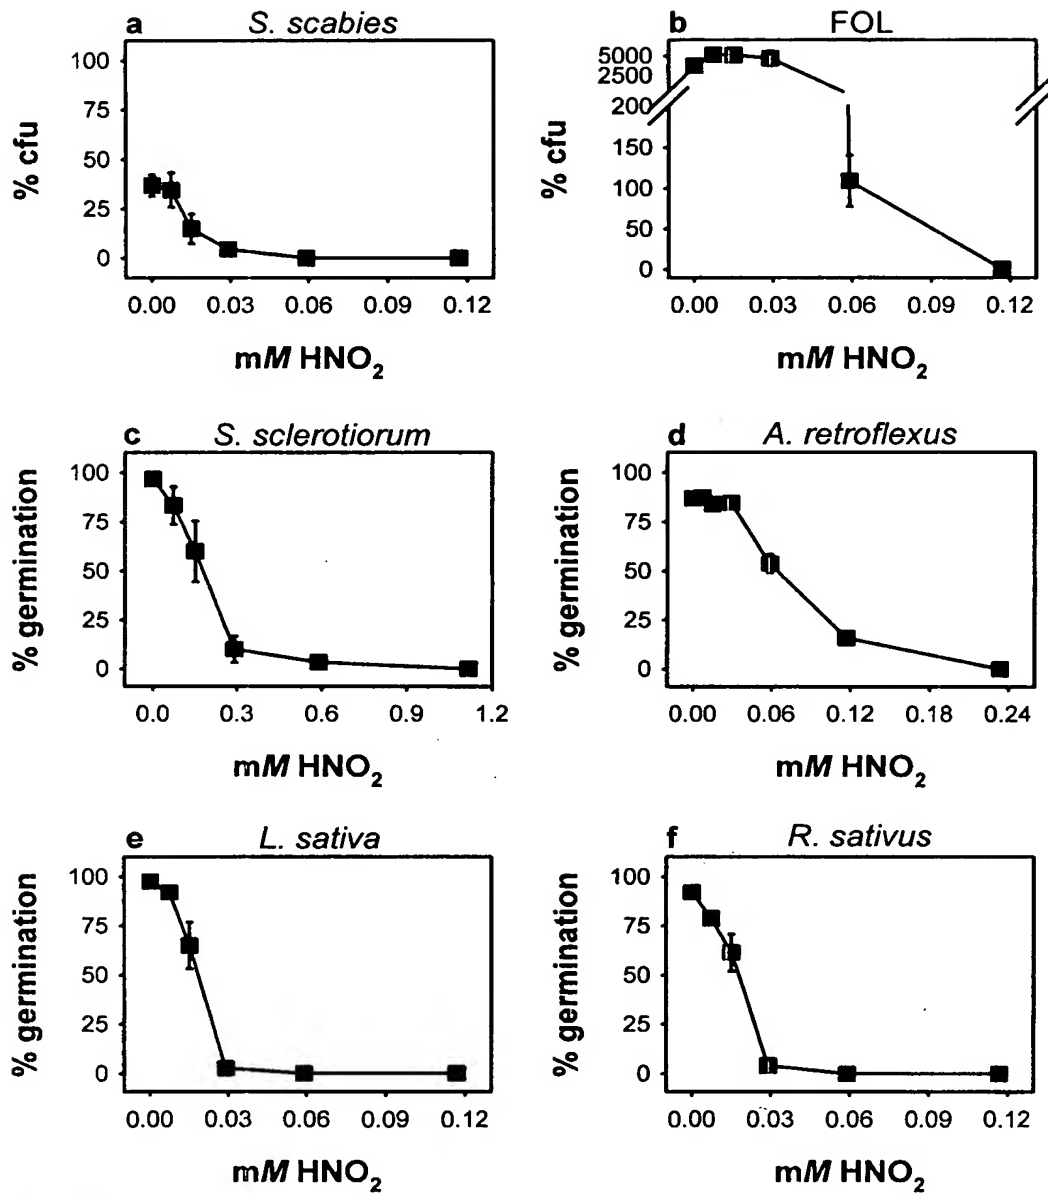 a S. scabies
100
75
50
25
0
% cfu
0.00 0.03 0.06 0.09 0.12
mM HNO2
b FOL
5000
2500
200
150
100
50
0
% cfu
0.00 0.03 0.06 0.09 0.12
mM HNO2
c S. sclerotiorum
100
75
50
25
0
% germination
0.0 0.3 0.6 0.9 1.2
mM HNO2
d A. retroflexus
100
75
50
25
0
% germination
0.00 0.06 0.12 0.18 0.24
mM HNO2
e L. sativa
100
75
50
25
0
% germination
0.00 0.03 0.06 0.09 0.12
mM HNO2
f R. sativus
100
75
50
25
0
% germination
0.00 0.03 0.06 0.09 0.12
mM HNO2